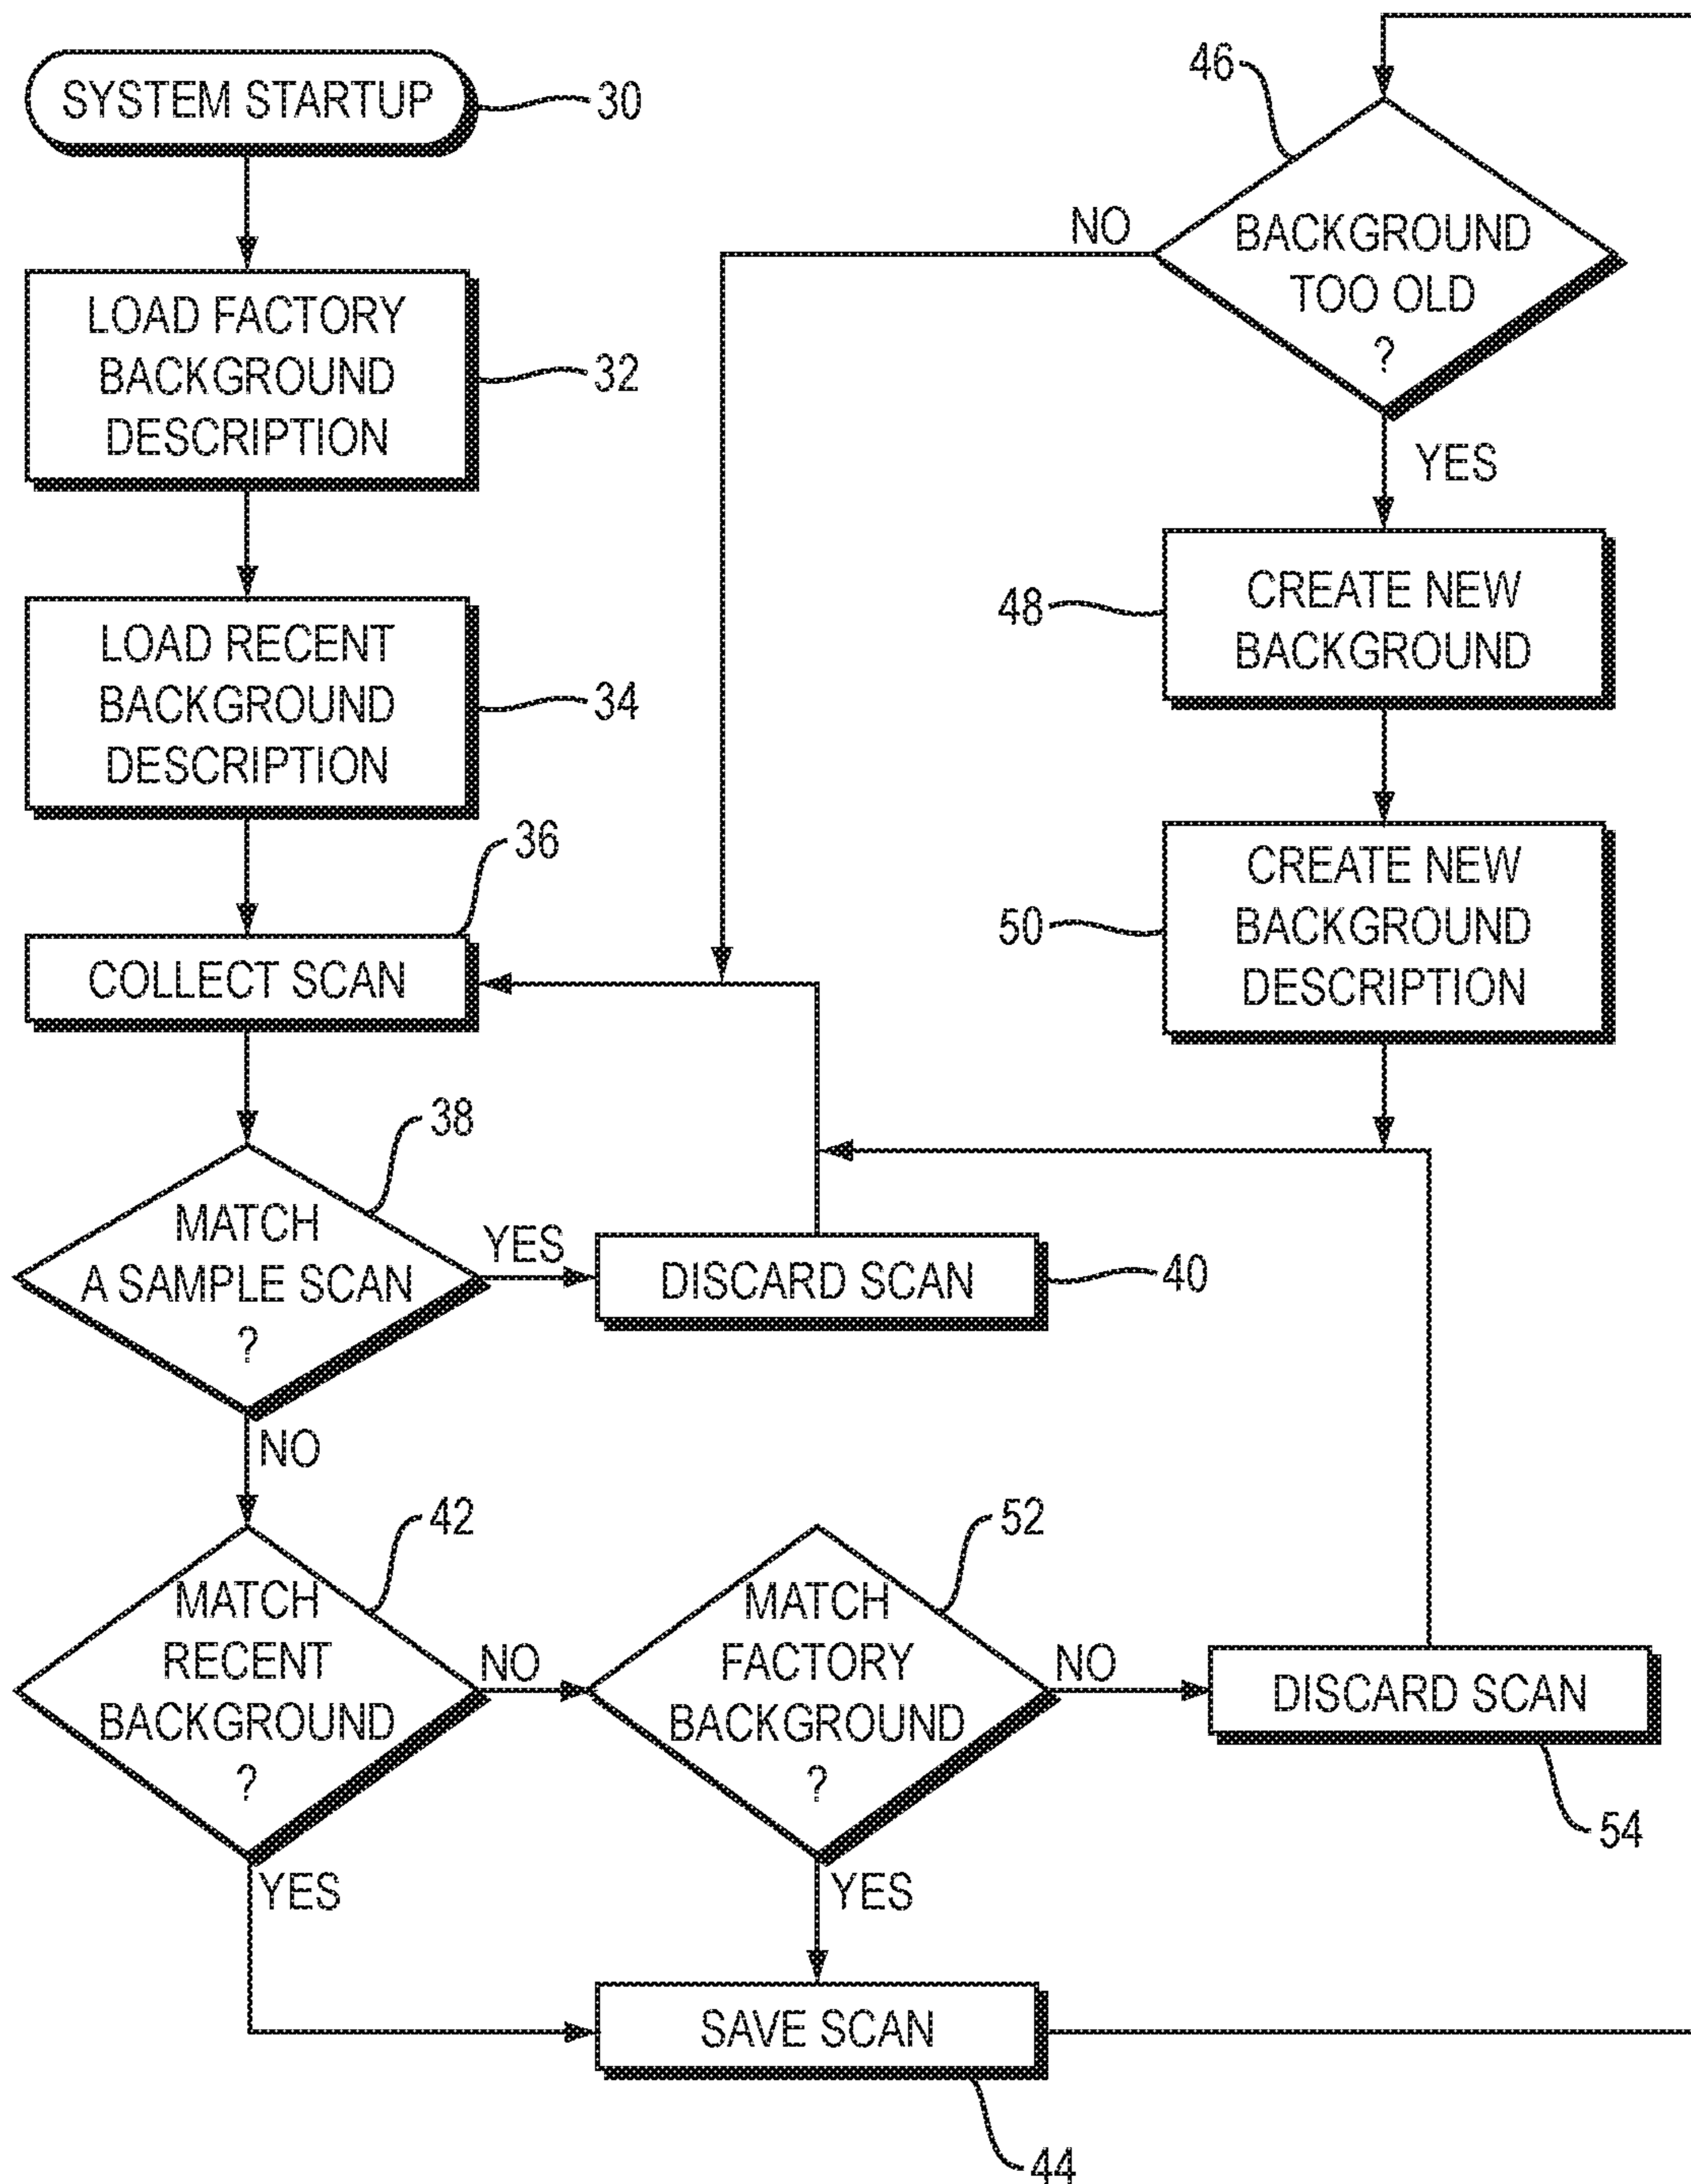 SYSTEM STARTUP
30
LOAD FACTORY
BACKGROUND
DESCRIPTION
32
LOAD RECENT
BACKGROUND
DESCRIPTION
34
36
COLLECT SCAN
38
MATCH
A SAMPLE SCAN
?
YES
NO
DISCARD SCAN
40
42
MATCH
RECENT
BACKGROUND
?
NO
YES
52
MATCH
FACTORY
BACKGROUND
?
NO
YES
DISCARD SCAN
54
SAVE SCAN
44
46
BACKGROUND
TOO OLD
?
NO
YES
CREATE NEW
BACKGROUND
48
CREATE NEW
BACKGROUND
DESCRIPTION
50